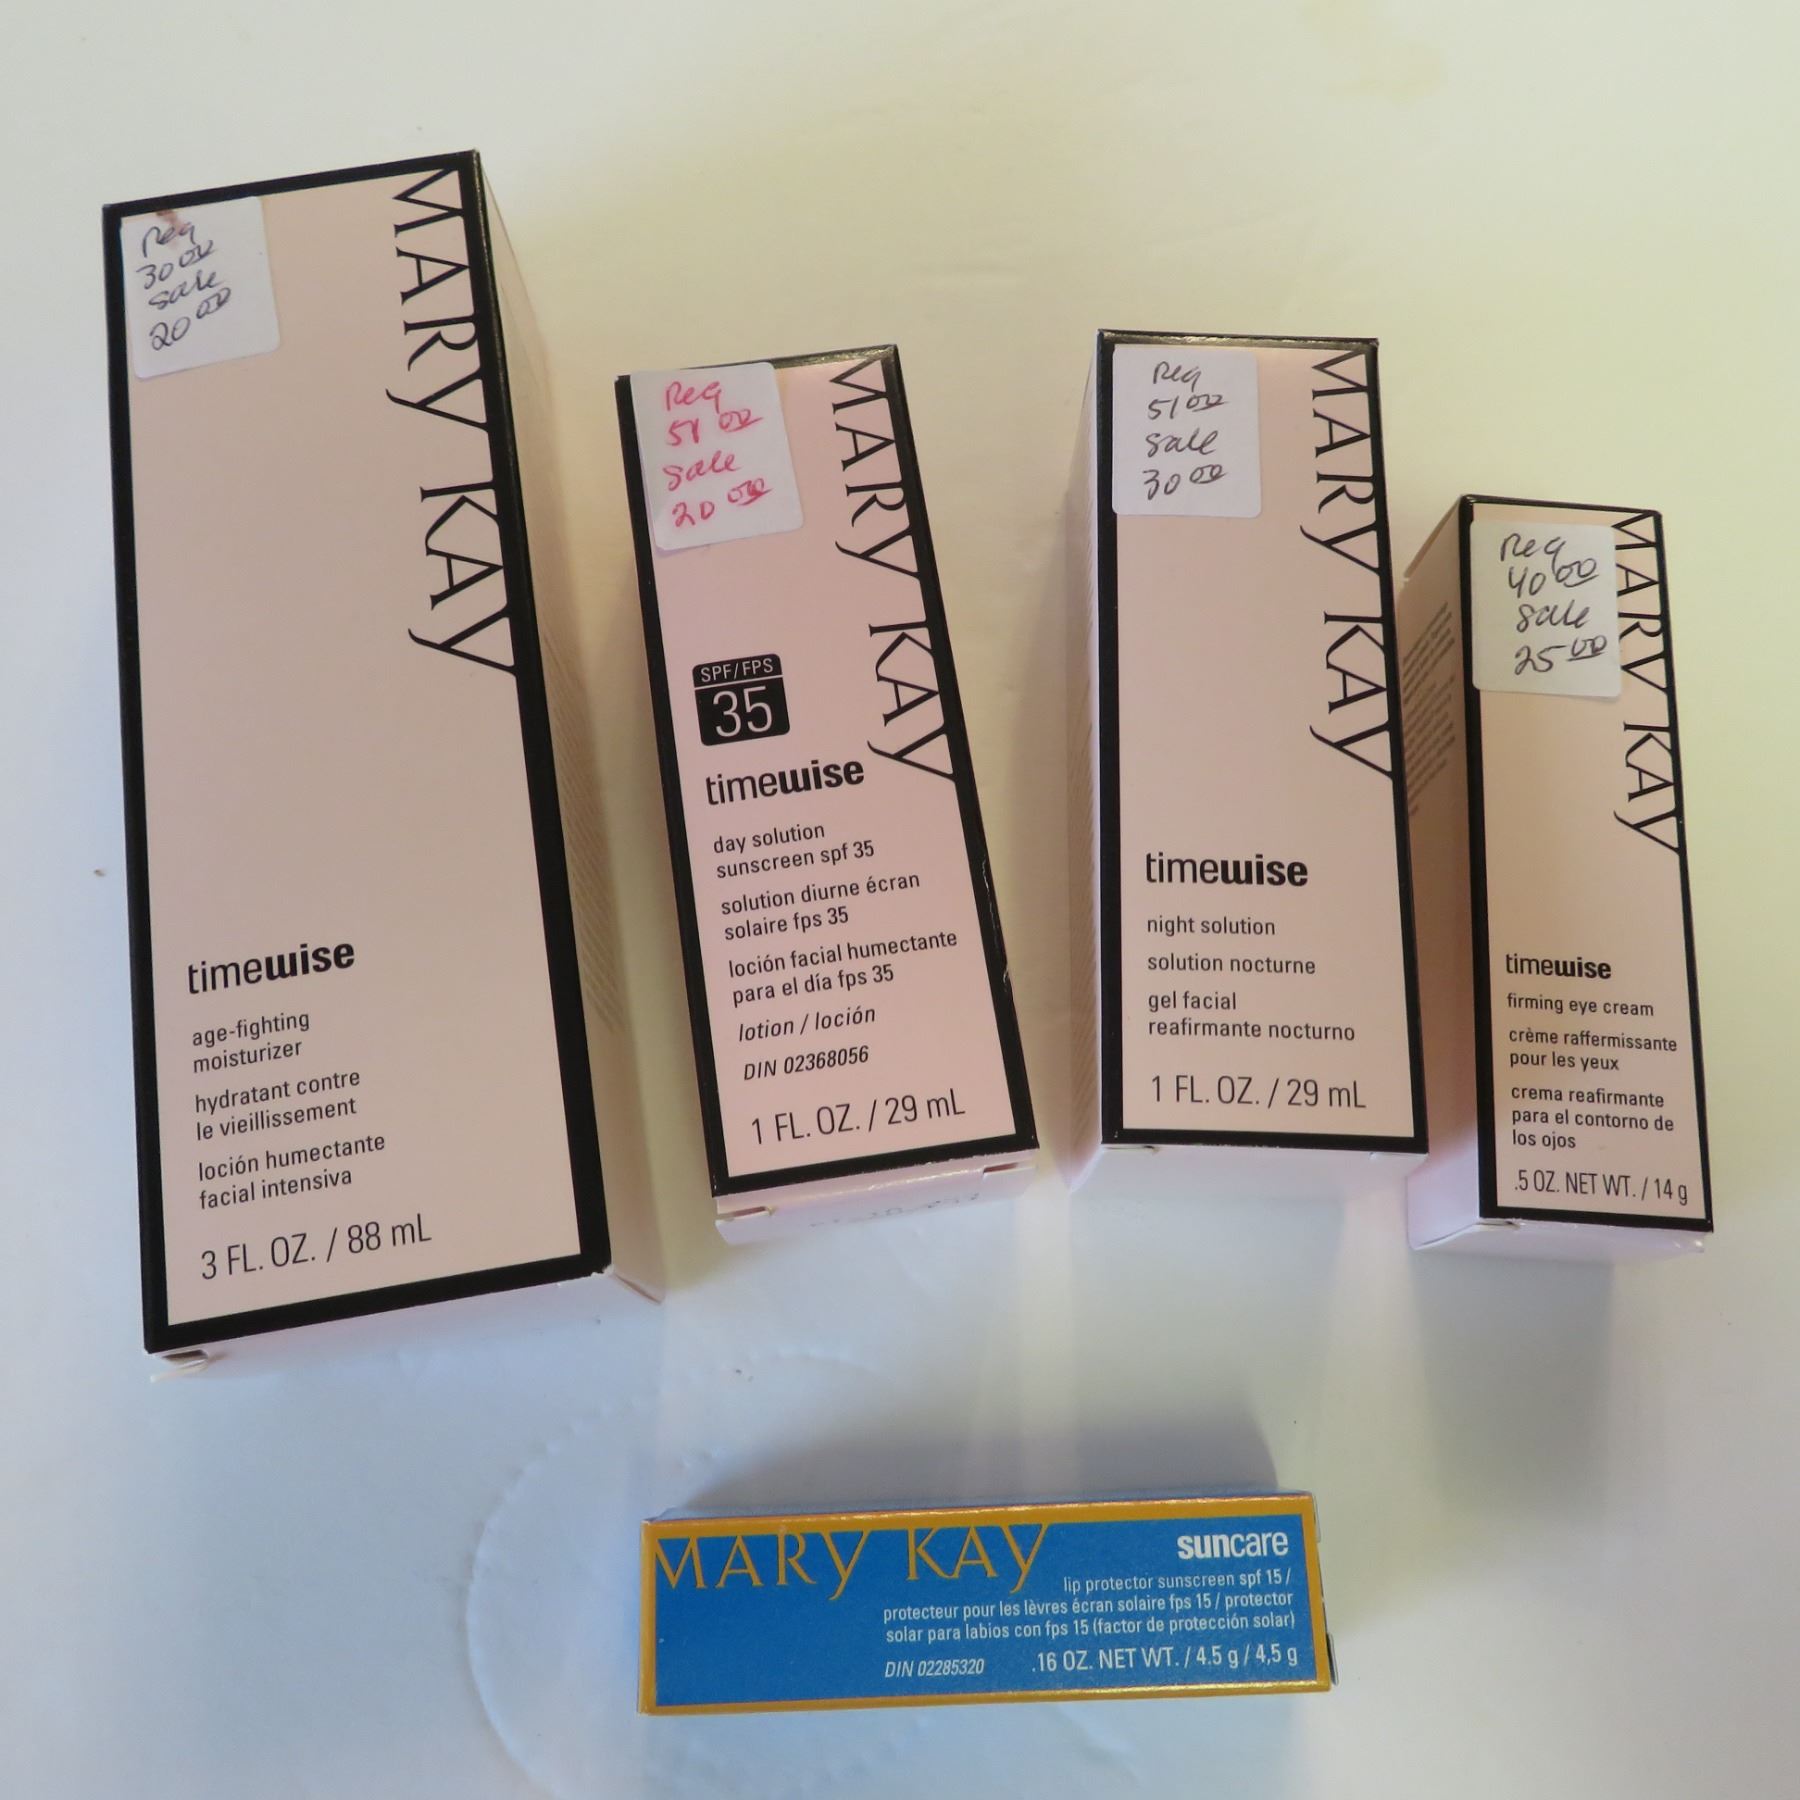 Reg
30 00
sale
20 00
MARY KAY
timewise
age-fighting
moisturizer
hydratant contre
le vieillissement
loción humectante
facial intensiva
3 FL. OZ. / 88 mL
Reg
51 00
sale
20 00
MARY KAY
SPF/FPS
35
timewise
day solution
sunscreen spf 35
solution diurne écran
solaire fps 35
loción facial humectante
para el día fps 35
lotion / loción
DIN 02368056
1 FL. OZ. / 29 mL
Reg
51 00
sale
30 00
MARY KAY
timewise
night solution
solution nocturne
gel facial
reafirmante nocturno
1 FL. OZ. / 29 mL
Reg
40 00
sale
25 00
MARY KAY
timewise
firming eye cream
crème raffermissante
pour les yeux
crema reafirmante
para el contorno de
los ojos
.5 OZ. NET WT. / 14 g
MARY KAY
suncare
lip protector sunscreen spf 15 /
protecteur pour les lèvres écran solaire fps 15 / protector
solar para labios con fps 15 (factor de protección solar)
DIN 02285320 .16 OZ. NET WT. / 4.5 g / 4,5 g